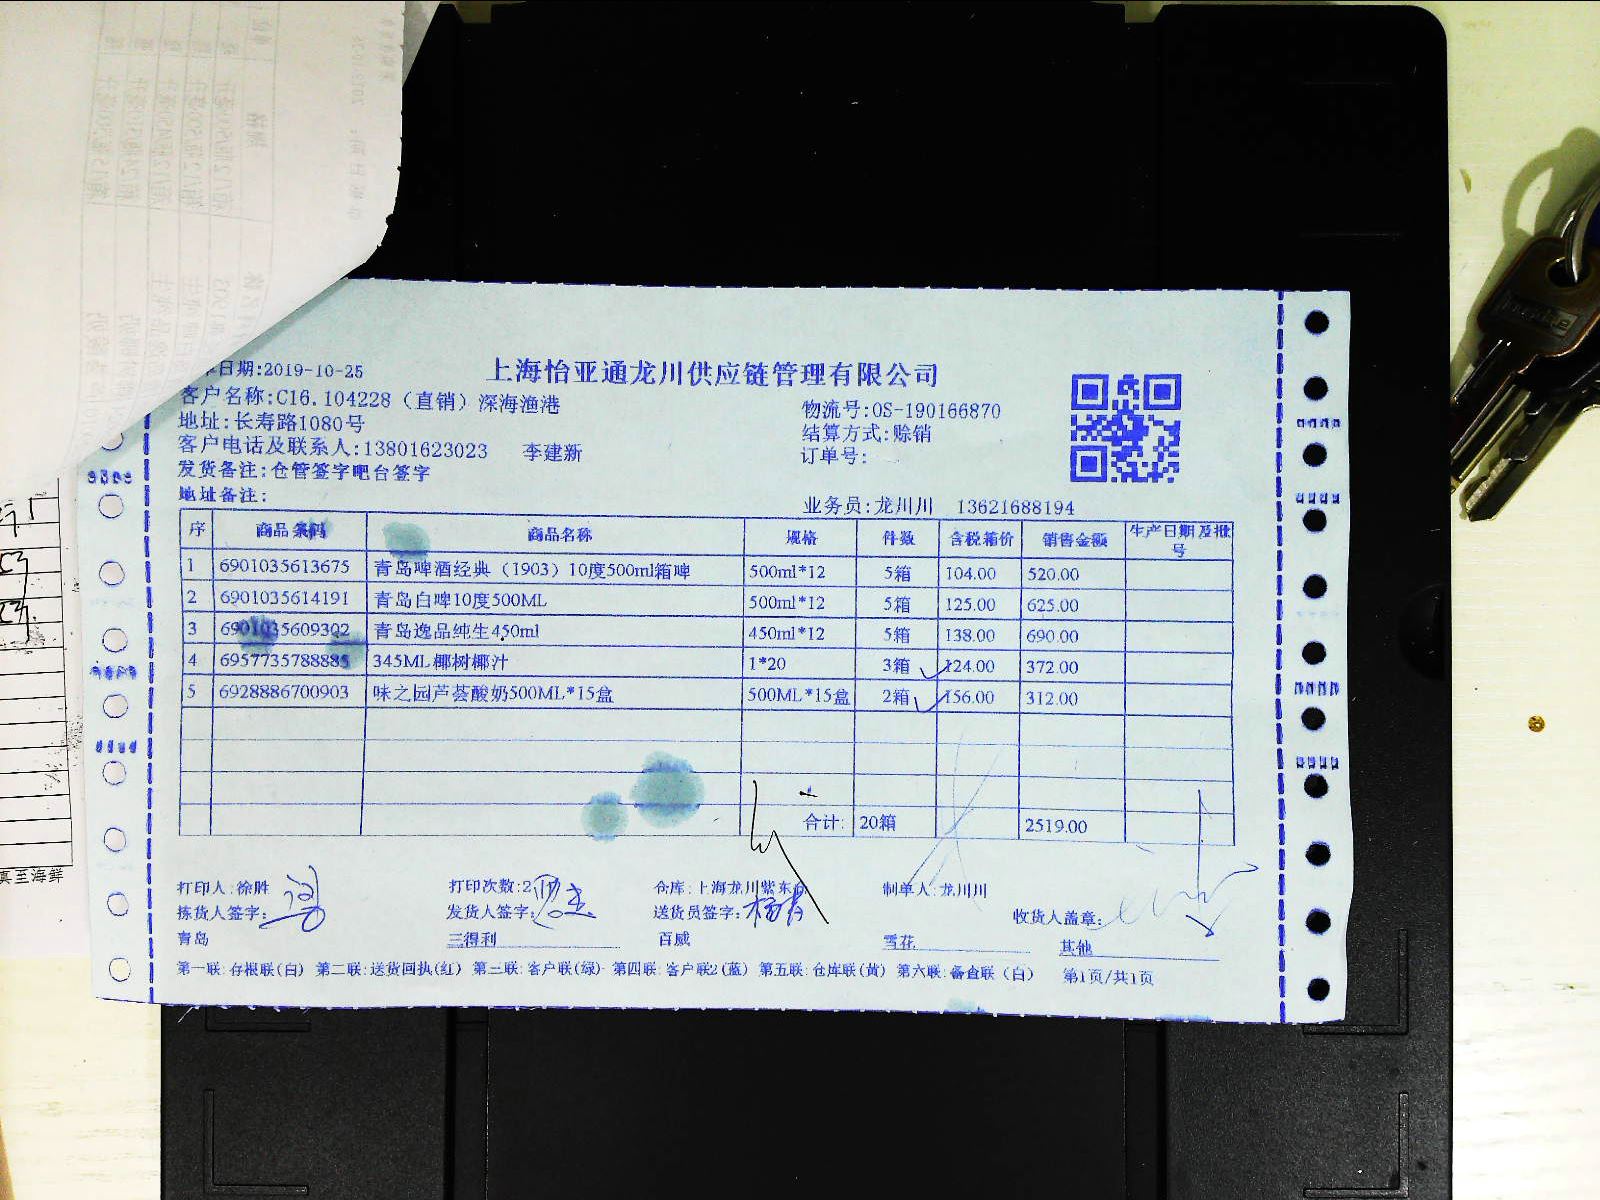 日期:2019-10-25
上海怡亚通龙川供应链管理有限公司
客户名称:C16.104228（直销）深海渔港
物流号:OS-190166870
地址:长寿路1080号
结算方式:赊销
客户电话及联系人:13801623023 李建新
订单号:
发货备注:仓管签字吧台签字
地址备注:
业务员:龙川川 13621688194
序 商品条码 商品名称 规格 件数 含税箱价 销售金额 生产日期及批号
1 6901035613675 青岛啤酒经典（1903）10度500ml箱啤 500ml*12 5箱 104.00 520.00
2 6901035614191 青岛白啤10度500ML 500ml*12 5箱 125.00 625.00
3 6901035609302 青岛逸品纯生450ml 450ml*12 5箱 138.00 690.00
4 6957735788885 345ML椰树椰汁 1*20 3箱 124.00 372.00
5 6928886700903 味之园芦荟酸奶500ML*15盒 500ML*15盒 2箱 156.00 312.00
合计: 20箱 2519.00
打印人:徐胜 打印次数:2 仓库:上海龙川紫东仓 制单人:龙川川
拣货人签字: 发货人签字: 送货员签字: 收货人盖章:
青岛 三得利 百威 雪花 其他
第一联:存根联(白) 第二联:送货回执(红) 第三联:客户联(绿) 第四联:客户联2(蓝) 第五联:仓库联(黄) 第六联:备查联（白） 第1页/共1页